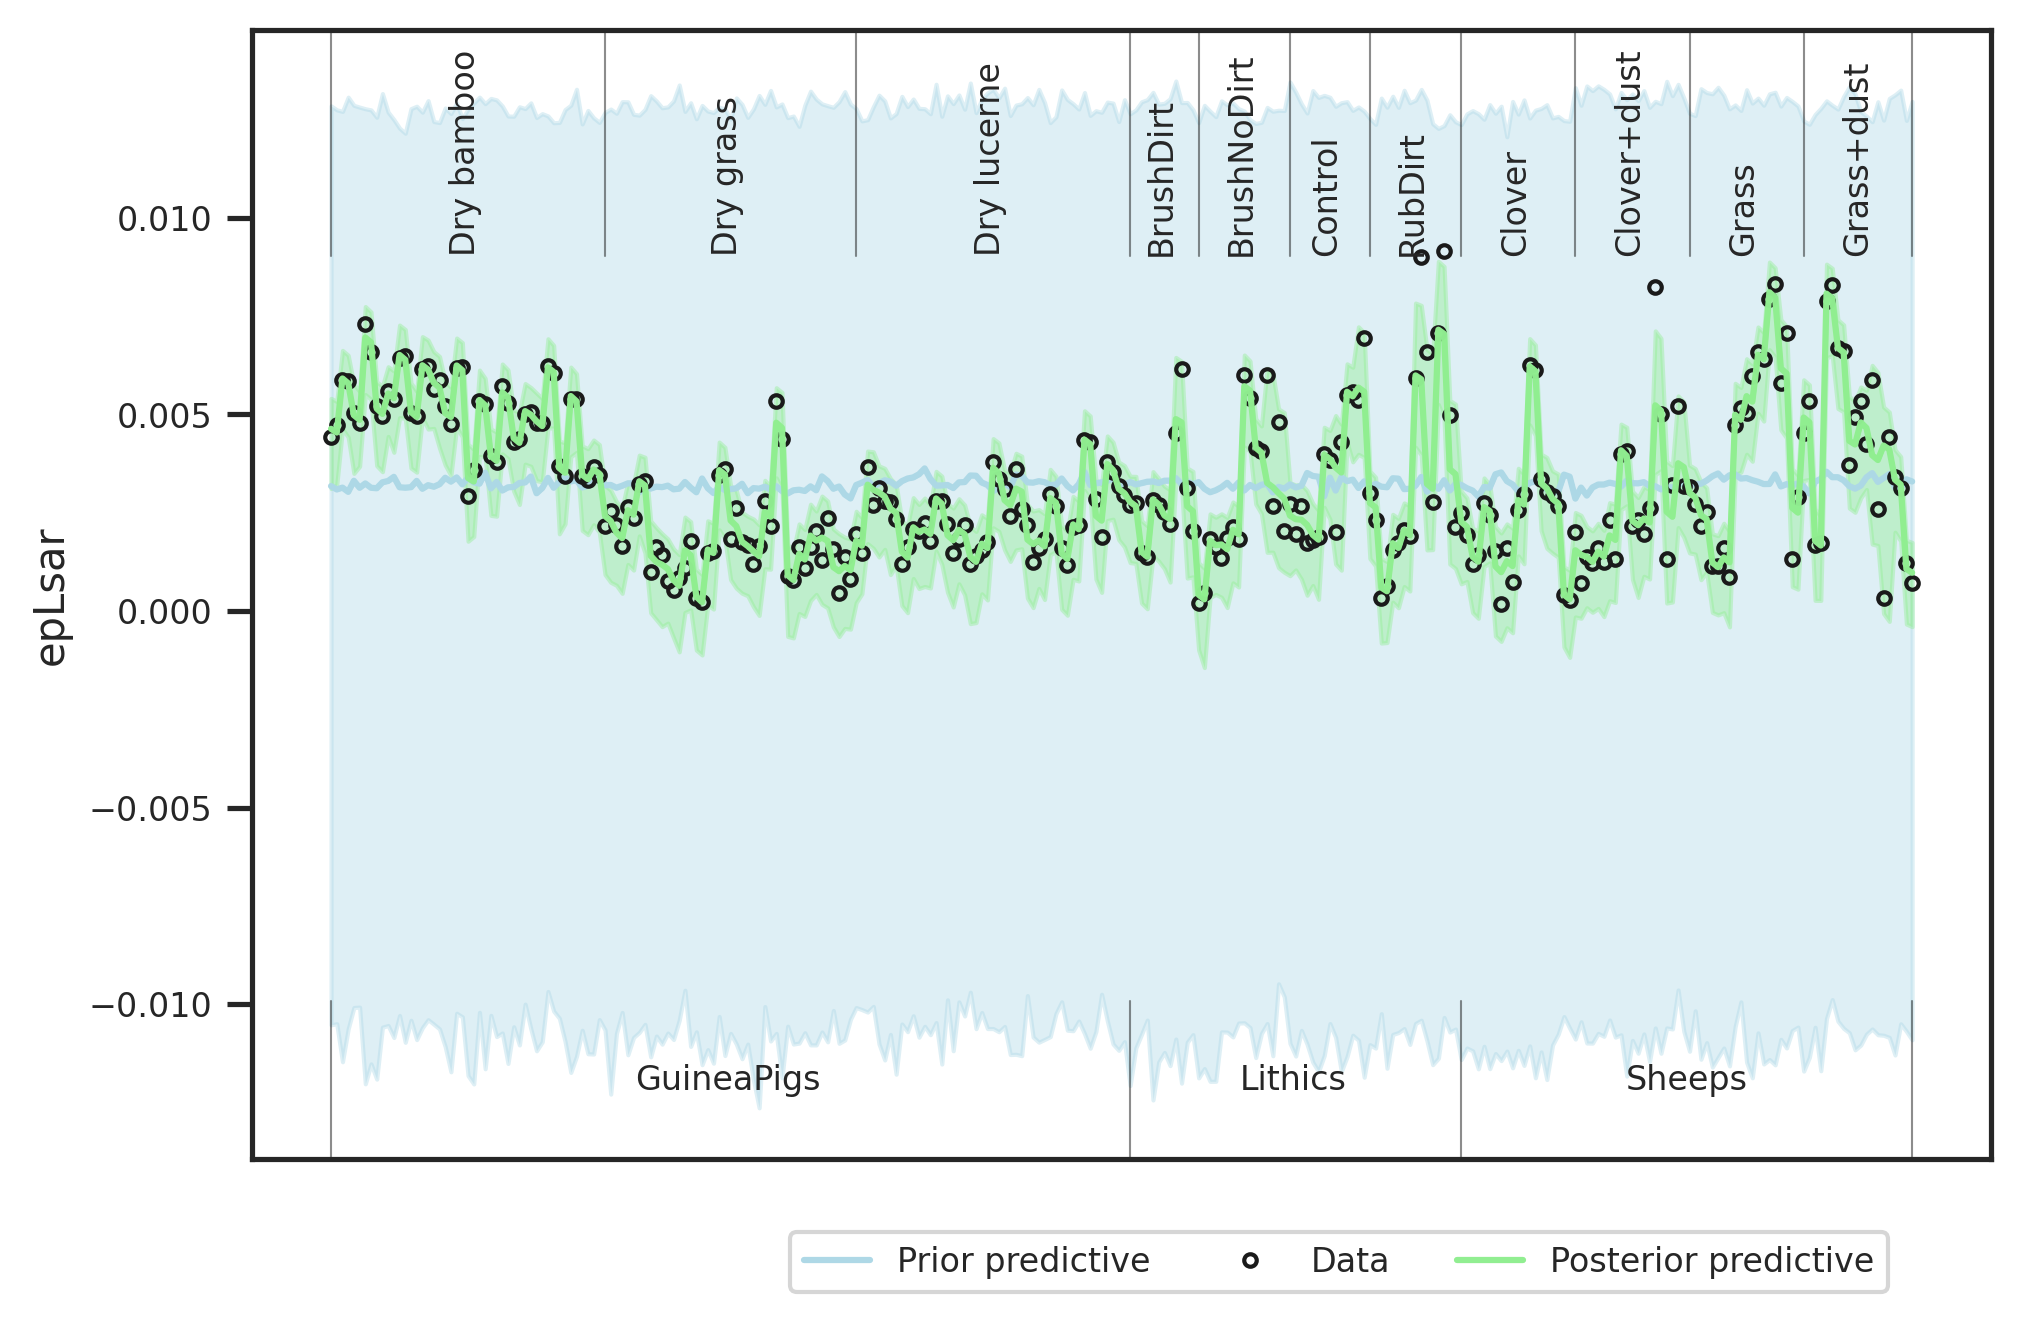 Dry bamboo
Dry grass
Dry lucerne
BrushDirt
BrushNoDirt
Control
RubDirt
Clover
Clover+dust
Grass
Grass+dust
0.010
0.005
0.000
−0.005
−0.010
epLsar
GuineaPigs
Lithics
Sheeps
Prior predictive
Data
Posterior predictive